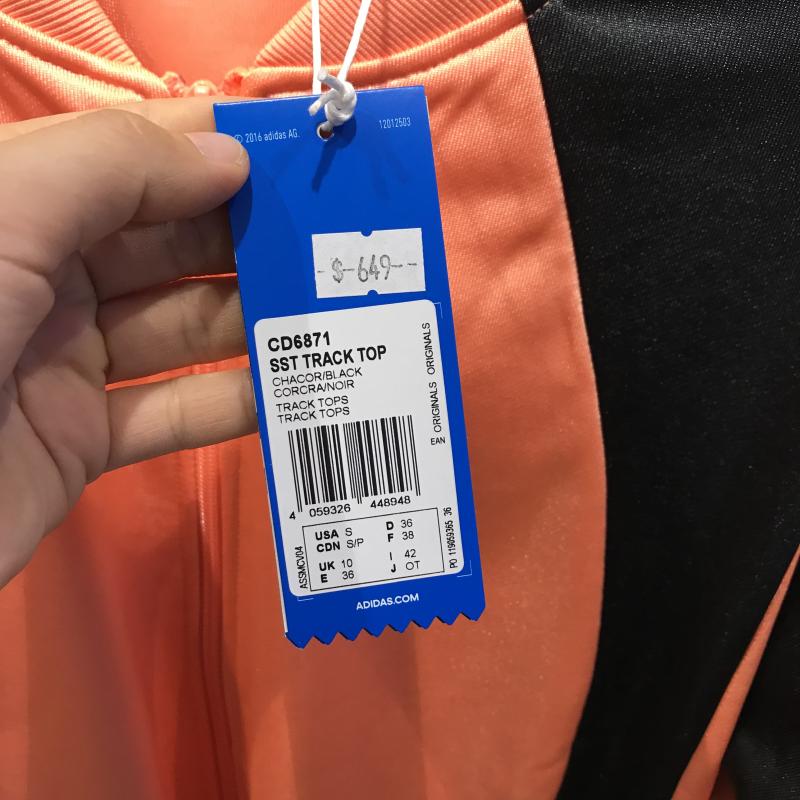 © 2016 adidas AG.
12012503
-$-649--
CD6871
SST TRACK TOP
CHACOR/BLACK
CORCRA/NOIR
TRACK TOPS
TRACK TOPS
ORIGINALS ORIGINALS
EAN
4 059326 448948
USA S D 36
CDN S/P F 38
UK 10 I 42
E 36 J OT
ASSMCV04
PO 119059365 36
ADIDAS.COM